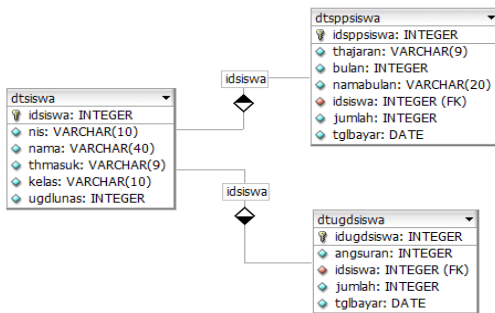 dtsppsiswa
idsppsiswa: INTEGER
thajaran: VARCHAR(9)
bulan: INTEGER
namabulan: VARCHAR(20)
idsiswa: INTEGER (FK)
jumlah: INTEGER
tglbayar: DATE
idsiswa
dtsiswa
idsiswa: INTEGER
nis: VARCHAR(10)
nama: VARCHAR(40)
thmasuk: VARCHAR(9)
kelas: VARCHAR(10)
ugdlunas: INTEGER
idsiswa
dtugdsiswa
idugdsiswa: INTEGER
angsuran: INTEGER
idsiswa: INTEGER (FK)
jumlah: INTEGER
tglbayar: DATE